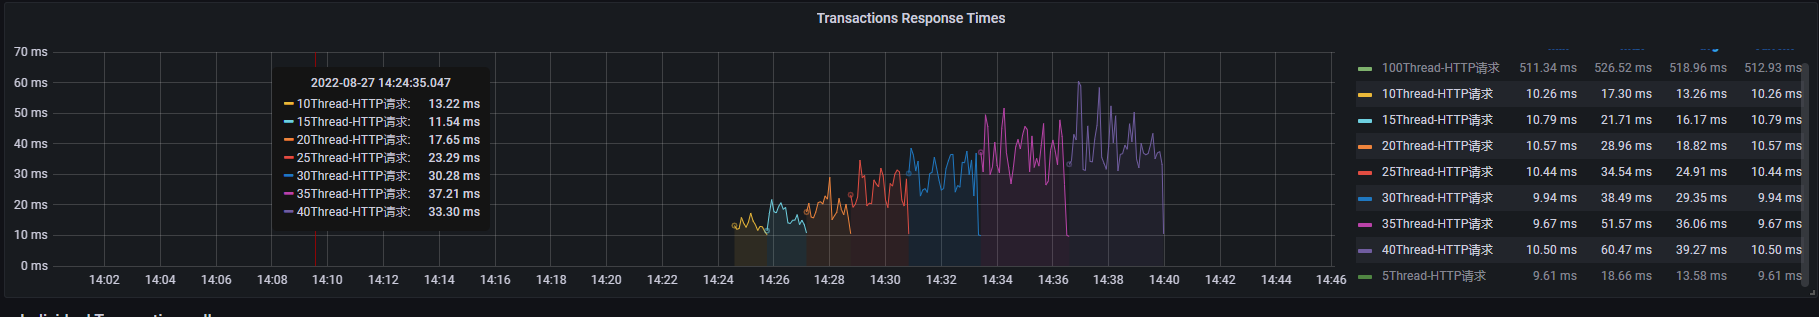 Transactions Response Times
70 ms
60 ms
50 ms
40 ms
30 ms
20 ms
10 ms
0 ms
14:02 14:04 14:06 14:08 14:10 14:12 14:14 14:16 14:18 14:20 14:22 14:24 14:26 14:28 14:30 14:32 14:34 14:36 14:38 14:40 14:42 14:44 14:46
2022-08-27 14:24:35.047
10Thread-HTTP请求: 13.22 ms
15Thread-HTTP请求: 11.54 ms
20Thread-HTTP请求: 17.65 ms
25Thread-HTTP请求: 23.29 ms
30Thread-HTTP请求: 30.28 ms
35Thread-HTTP请求: 37.21 ms
40Thread-HTTP请求: 33.30 ms
100Thread-HTTP请求 511.34 ms 526.52 ms 518.96 ms 512.93 ms
10Thread-HTTP请求 10.26 ms 17.30 ms 13.26 ms 10.26 ms
15Thread-HTTP请求 10.79 ms 21.71 ms 16.17 ms 10.79 ms
20Thread-HTTP请求 10.57 ms 28.96 ms 18.82 ms 10.57 ms
25Thread-HTTP请求 10.44 ms 34.54 ms 24.91 ms 10.44 ms
30Thread-HTTP请求 9.94 ms 38.49 ms 29.35 ms 9.94 ms
35Thread-HTTP请求 9.67 ms 51.57 ms 36.06 ms 9.67 ms
40Thread-HTTP请求 10.50 ms 60.47 ms 39.27 ms 10.50 ms
5Thread-HTTP请求 9.61 ms 18.66 ms 13.58 ms 9.61 ms